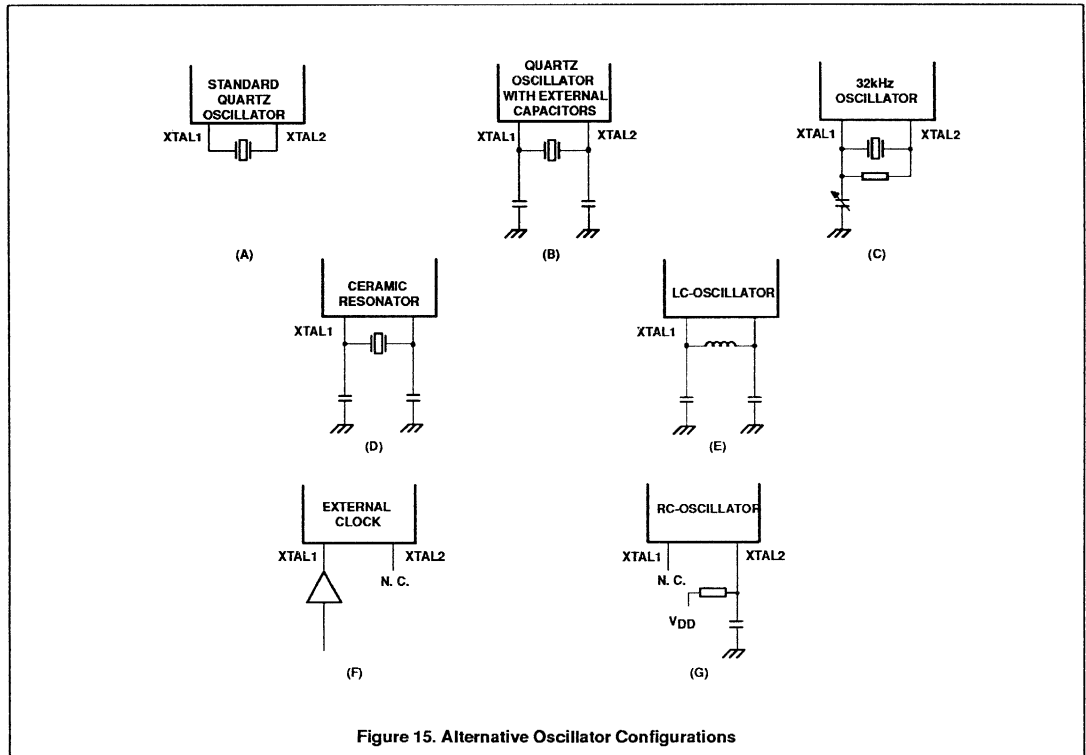 STANDARD
QUARTZ
OSCILLATOR
XTAL1
XTAL2
(A)
QUARTZ
OSCILLATOR
WITH EXTERNAL
CAPACITORS
XTAL1
XTAL2
(B)
32kHz
OSCILLATOR
XTAL1
XTAL2
(C)
CERAMIC
RESONATOR
XTAL1
(D)
LC-OSCILLATOR
XTAL1
(E)
EXTERNAL
CLOCK
XTAL1
XTAL2
N. C.
(F)
RC-OSCILLATOR
XTAL1
XTAL2
N. C.
VDD
(G)
Figure 15. Alternative Oscillator Configurations